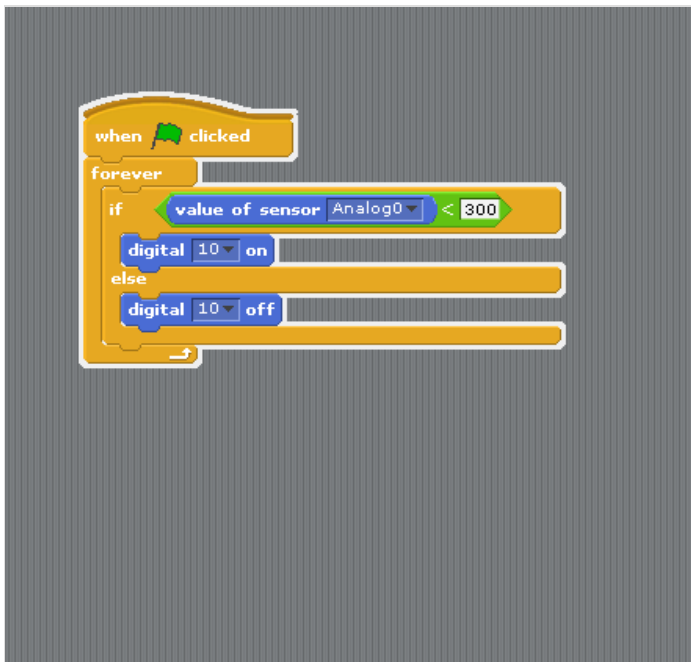 when clicked
forever
if value of sensor Analog0 < 300
digital 10 on
else
digital 10 off